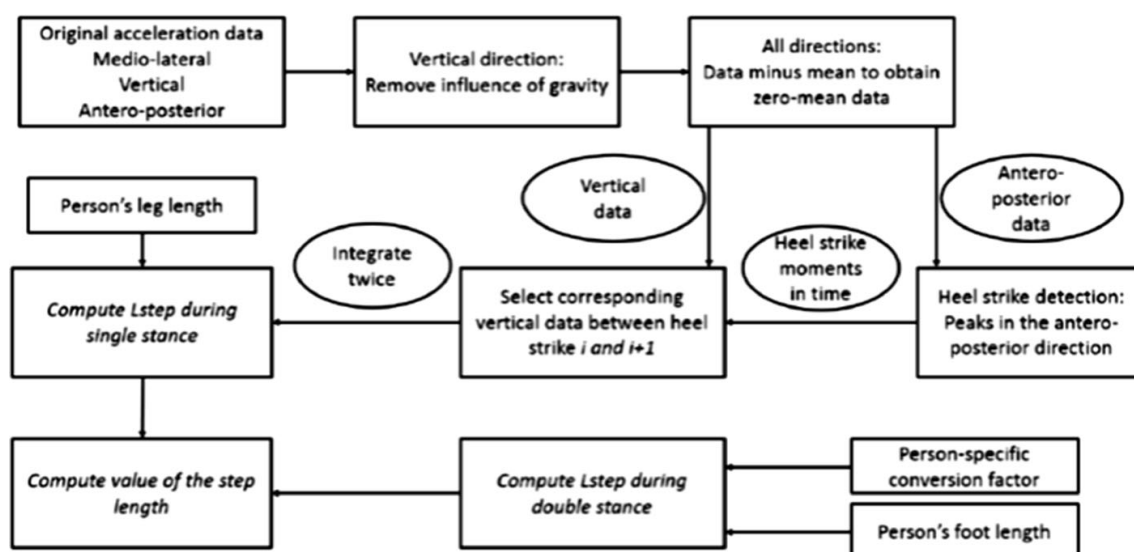 Original acceleration data
Medio-lateral
Vertical
Antero-posterior
Vertical direction:
Remove influence of gravity
All directions:
Data minus mean to obtain
zero-mean data
Person's leg length
Vertical
data
Antero-
posterior
data
Integrate
twice
Heel strike
moments
in time
Compute Lstep during
single stance
Select corresponding
vertical data between heel
strike i and i+1
Heel strike detection:
Peaks in the antero-
posterior direction
Compute value of the step
length
Compute Lstep during
double stance
Person-specific
conversion factor
Person's foot length